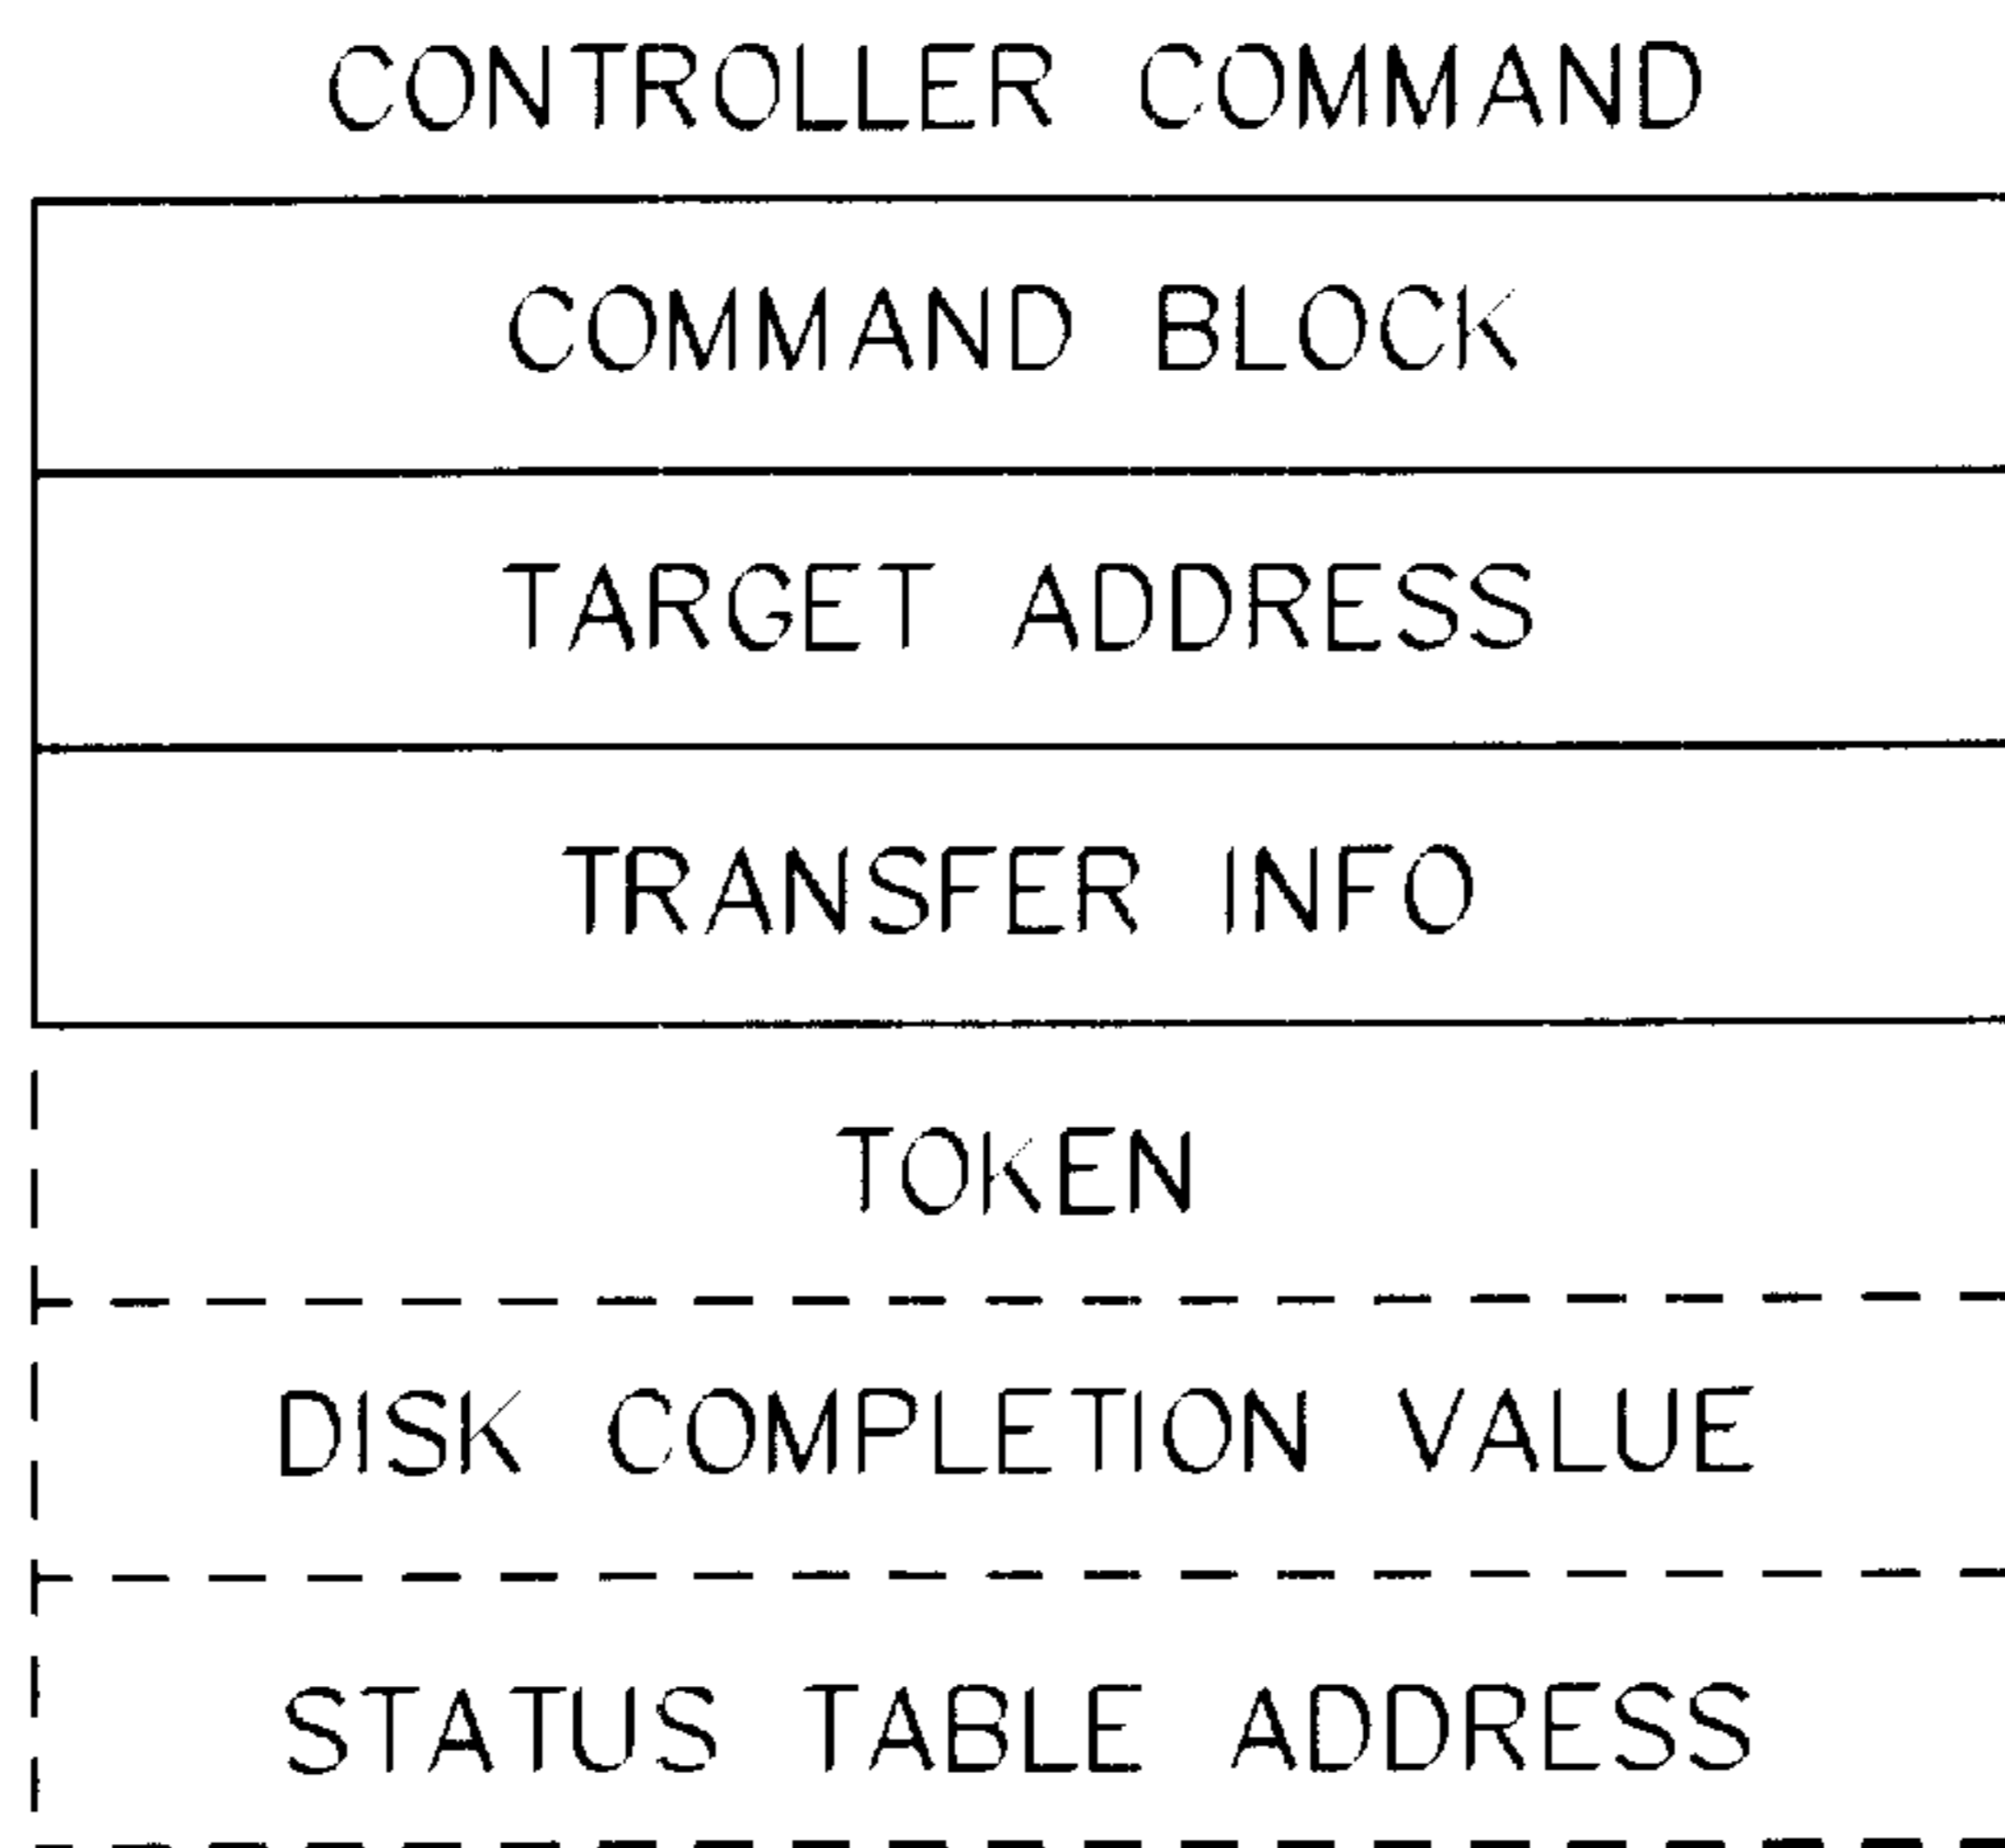 CONTROLLER COMMAND
COMMAND BLOCK
TARGET ADDRESS
TRANSFER INFO
TOKEN
DISK COMPLETION VALUE
STATUS TABLE ADDRESS